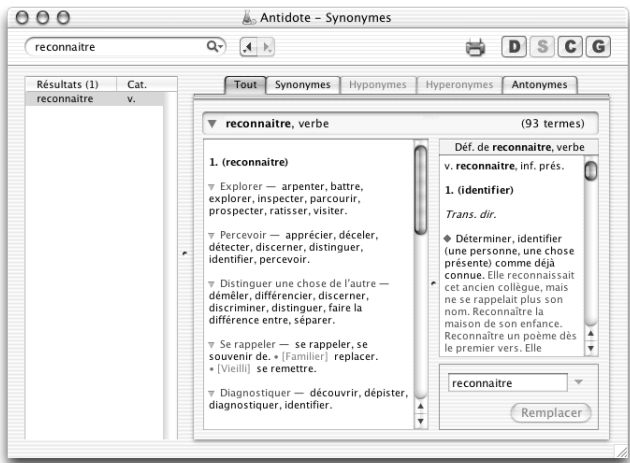 Antidote – Synonymes
reconnaitre
D S C G
Résultats (1) Cat.
reconnaitre v.
Tout Synonymes Hyponymes Hyperonymes Antonymes
reconnaitre, verbe (93 termes)
1. (reconnaitre)
Explorer — arpenter, battre,
explorer, inspecter, parcourir,
prospecter, ratisser, visiter.
Percevoir — apprécier, déceler,
détecter, discerner, distinguer,
identifier, percevoir.
Distinguer une chose de l'autre —
démêler, différencier, discerner,
discriminer, distinguer, faire la
différence entre, séparer.
Se rappeler — se rappeler, se
souvenir de. • [Familier] replacer.
• [Vieilli] se remettre.
Diagnostiquer — découvrir, dépister,
diagnostiquer, identifier.
Déf. de reconnaitre, verbe
v. reconnaitre, inf. prés.
1. (identifier)
Trans. dir.
◆ Déterminer, identifier
(une personne, une chose
présente) comme déjà
connue. Elle reconnaissait
cet ancien collègue, mais
ne se rappelait plus son
nom. Reconnaître la
maison de son enfance.
Reconnaître un poème dès
le premier vers. Elle
reconnaitre
Remplacer